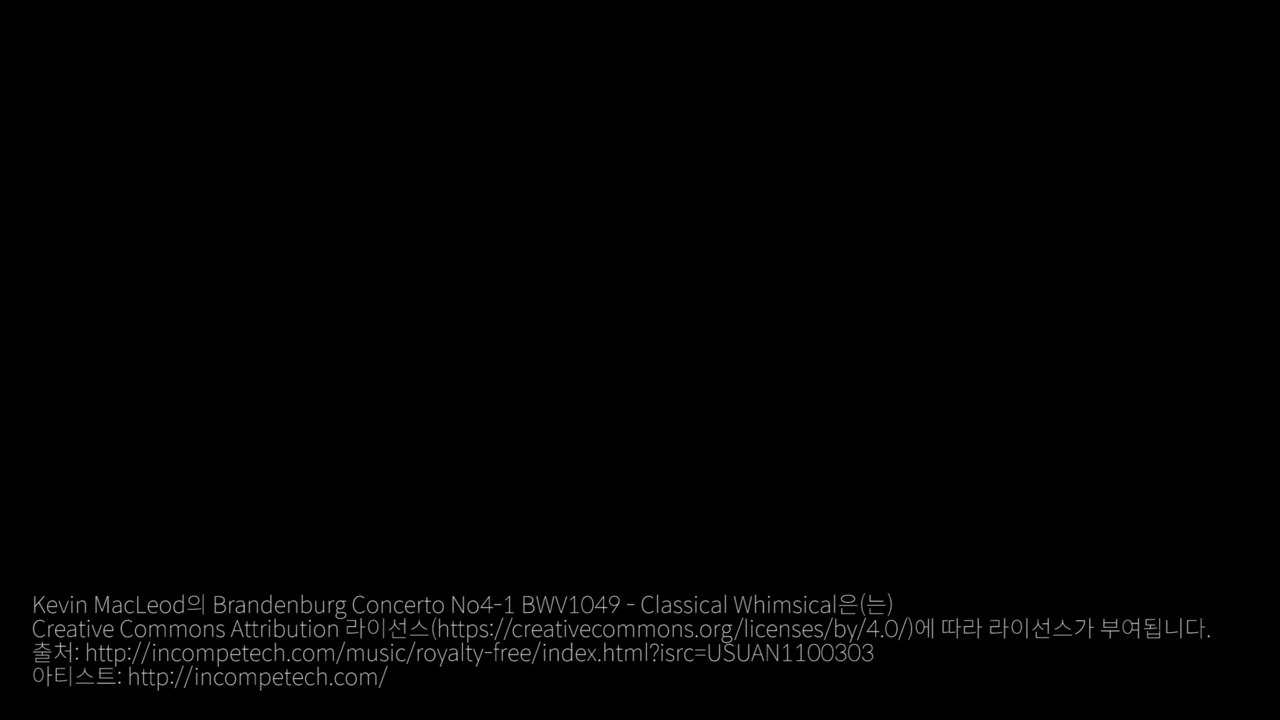 Kevin MacLeod의 Brandenburg Concerto No4-1 BWV1049 - Classical Whimsical은(는)
Creative Commons Attribution 라이선스(https://creativecommons.org/licenses/by/4.0/)에 따라 라이선스가 부여됩니다.
출처: http://incompetech.com/music/royalty-free/index.html?isrc=USUAN1100303
아티스트: http://incompetech.com/